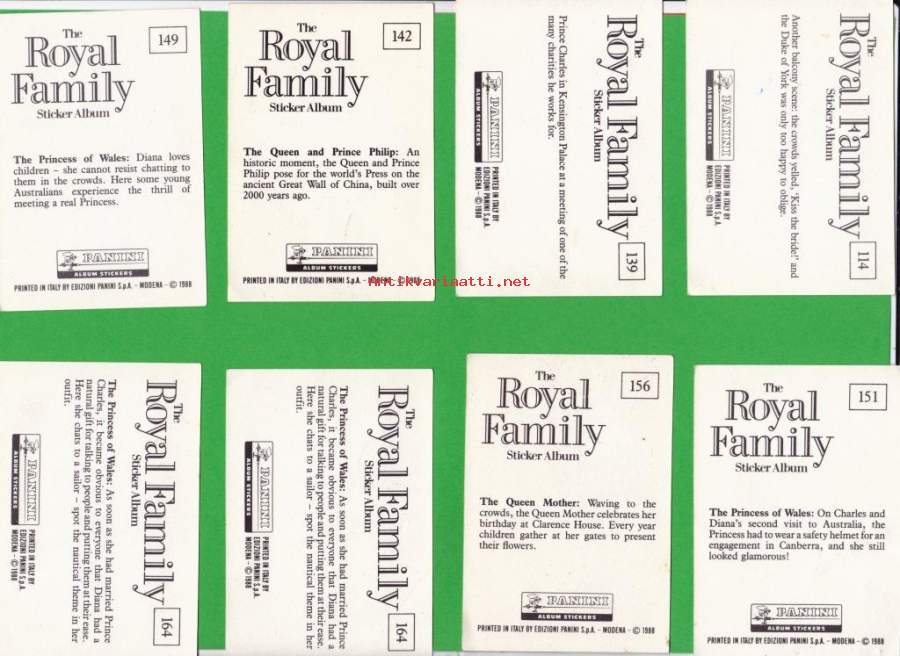 The
Royal
Family
Sticker Album
149
The Princess of Wales: Diana loves
children – she cannot resist chatting to
them in the crowds. Here some young
Australians experience the thrill of
meeting a real Princess.
PANINI
ALBUM STICKERS
PRINTED IN ITALY BY EDIZIONI PANINI S.p.A. - MODENA - © 1988
The
Royal
Family
Sticker Album
142
The Queen and Prince Philip: An
historic moment, the Queen and Prince
Philip pose for the world's Press on the
ancient Great Wall of China, built over
2000 years ago.
PANINI
ALBUM STICKERS
PRINTED IN ITALY BY EDIZIONI PANINI S.p.A. - MODENA - © 1988
Antikvariaatti.net
The
Royal Family
Sticker Album
139
Prince Charles in Kensington Palace at a meeting of one of the
many charities he works for.
PANINI
ALBUM STICKERS
PRINTED IN ITALY BY
EDIZIONI PANINI S.p.A.
MODENA - © 1988
The
Royal Family
Sticker Album
114
Another balcony scene: the crowds yelled, 'Kiss the bride!' and
the Duke of York was only too happy to oblige.
PANINI
ALBUM STICKERS
PRINTED IN ITALY BY
EDIZIONI PANINI S.p.A.
MODENA - © 1988
The
Royal Family
Sticker Album
164
The Princess of Wales: As soon as she had married Prince
Charles, it became obvious to everyone that Diana had a
natural gift for talking to people and putting them at their ease.
Here she chats to a sailor – spot the nautical theme in her
outfit.
PANINI
ALBUM STICKERS
PRINTED IN ITALY BY
EDIZIONI PANINI S.p.A.
MODENA - © 1988
The
Royal Family
Sticker Album
164
The Princess of Wales: As soon as she had married Prince
Charles, it became obvious to everyone that Diana had a
natural gift for talking to people and putting them at their ease.
Here she chats to a sailor – spot the nautical theme in her
outfit.
PANINI
ALBUM STICKERS
PRINTED IN ITALY BY
EDIZIONI PANINI S.p.A.
MODENA - © 1988
The
Royal
Family
Sticker Album
156
The Queen Mother: Waving to the
crowds, the Queen Mother celebrates her
birthday at Clarence House. Every year
children gather at her gates to present
their flowers.
PANINI
ALBUM STICKERS
PRINTED IN ITALY BY EDIZIONI PANINI S.p.A. - MODENA - © 1988
The
Royal
Family
Sticker Album
151
The Princess of Wales: On Charles and
Diana's second visit to Australia, the
Princess had to wear a safety helmet for an
engagement in Canberra, and she still
looked glamorous!
PANINI
ALBUM STICKERS
PRINTED IN ITALY BY EDIZIONI PANINI S.p.A. - MODENA - © 1988